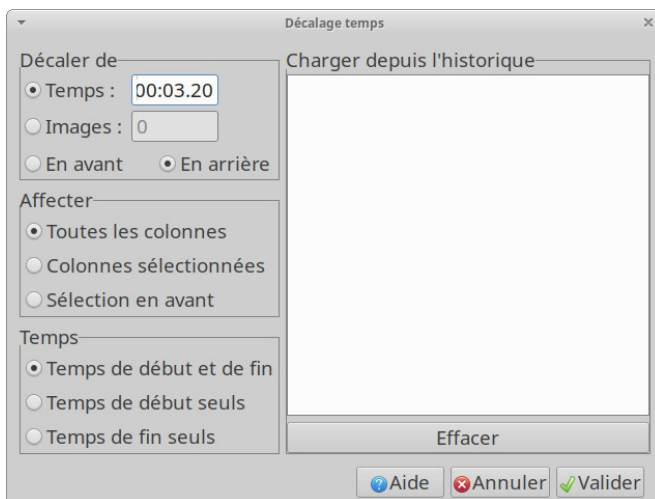 Décalage temps
Décaler de
Temps : 00:03.20
Images : 0
En avant En arrière
Affecter
Toutes les colonnes
Colonnes sélectionnées
Sélection en avant
Temps
Temps de début et de fin
Temps de début seuls
Temps de fin seuls
Charger depuis l'historique
Effacer
Aide Annuler Valider